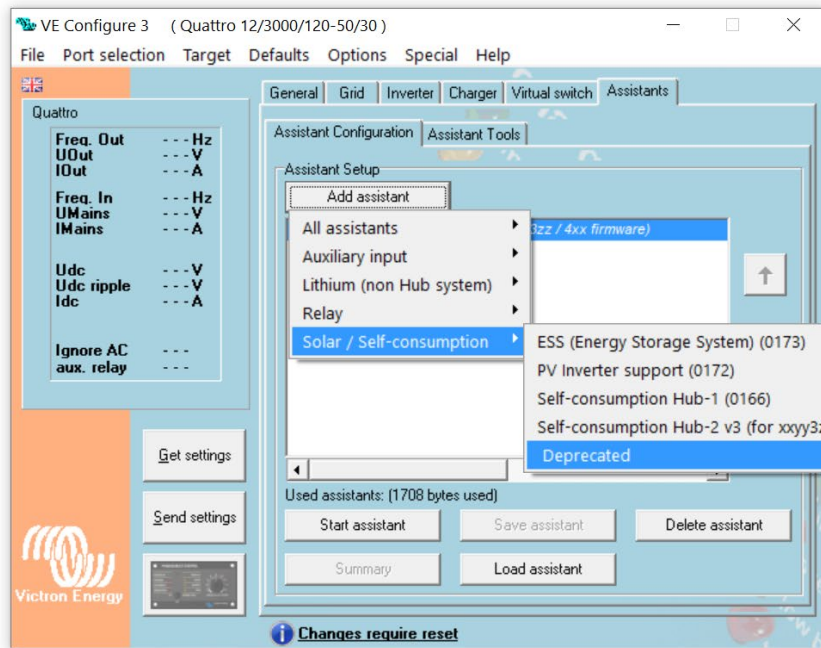 VE Configure 3 ( Quattro 12/3000/120-50/30 )
File Port selection Target Defaults Options Special Help
General Grid Inverter Charger Virtual switch Assistants
Quattro
Freq. Out - - - Hz
UOut - - - V
IOut - - - A
Freq. In - - - Hz
UMains - - - V
IMains - - - A
Udc - - - V
Udc ripple - - - V
Idc - - - A
Ignore AC - - -
aux. relay - - -
Get settings
Send settings
Victron Energy
Assistant Configuration Assistant Tools
Assistant Setup
Add assistant
3zz / 4xx firmware)
All assistants
Auxiliary input
Lithium (non Hub system)
Relay
Solar / Self-consumption
ESS (Energy Storage System) (0173)
PV Inverter support (0172)
Self-consumption Hub-1 (0166)
Self-consumption Hub-2 v3 (for xxyy3z
Deprecated
Used assistants: (1708 bytes used)
Start assistant Save assistant Delete assistant
Summary Load assistant
Changes require reset